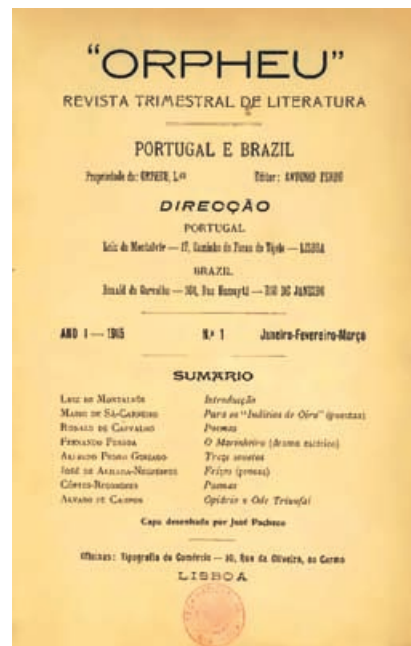 "ORPHEU"
REVISTA TRIMESTRAL DE LITERATURA
PORTUGAL E BRAZIL
Propriedade de: ORPHEU, L.da Editor: ANTONIO FERRO
DIRECÇÃO
PORTUGAL
Luiz de Montalvôr — 17, Caminho do Forno do Tijolo — LISBOA
BRAZIL
Ronald de Carvalho — 104, Rua Humaytá — RIO DE JANEIRO
ANO I — 1915 N.º 1 Janeiro-Fevereiro-Março
SUMARIO
LUIZ DE MONTALVÔR Introducção
MARIO DE SÁ-CARNEIRO Para os "Indicios de Oiro" (poemas)
RONALD DE CARVALHO Poemas
FERNANDO PESSOA O Marinheiro (drama estatico)
ALFREDO PEDRO GUISADO Treze sonetos
JOSÉ DE ALMADA-NEGREIROS Frizos (prosas)
CÔRTES-RODRIGUES Poemas
ALVARO DE CAMPOS Opiário e Ode Triunfal
Capa desenhada por José Pacheco
Oficinas: Tipografia do Comércio — 10, Rua da Oliveira, ao Carmo
LISBOA